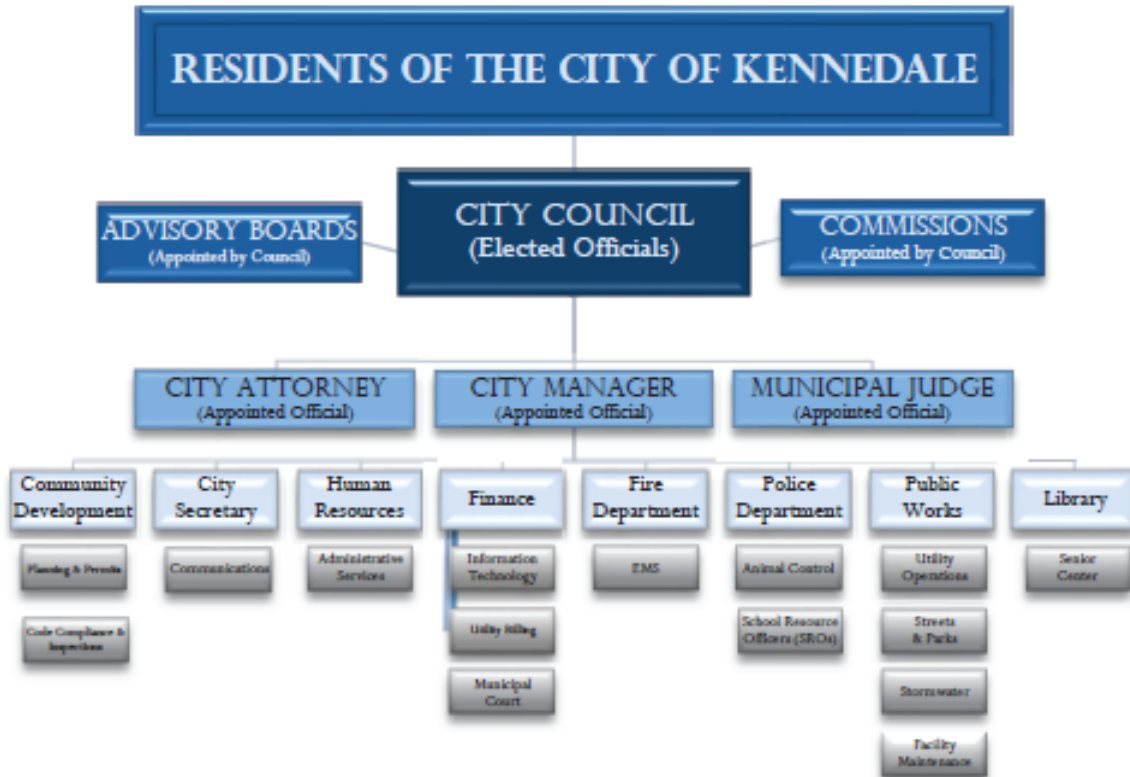 RESIDENTS OF THE CITY OF KENNEDALE
CITY COUNCIL
(Elected Officials)
ADVISORY BOARDS
(Appointed by Council)
COMMISSIONS
(Appointed by Council)
CITY ATTORNEY
(Appointed Official)
CITY MANAGER
(Appointed Official)
MUNICIPAL JUDGE
(Appointed Official)
Community
Development
City
Secretary
Human
Resources
Finance
Fire
Department
Police
Department
Public
Works
Library
Planning & Permits
Code Compliance &
Inspections
Communications
Administrative
Services
Information
Technology
Utility Billing
Municipal
Court
EMS
Animal Control
School Resource
Officers (SROs)
Utility
Operations
Streets
& Parks
Stormwater
Facility
Maintenance
Senior
Center